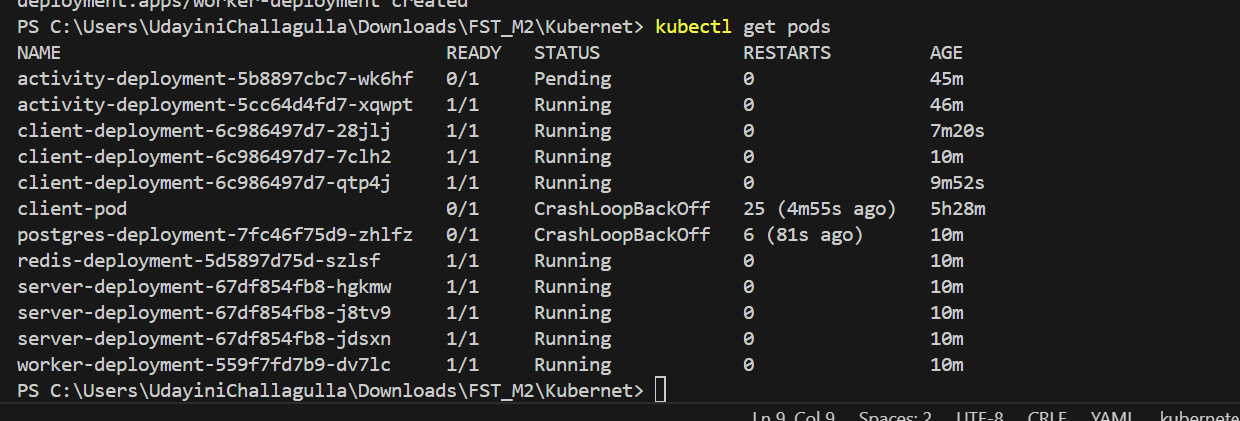 deployment.apps/worker-deployment created
PS C:\Users\UdayiniChallagulla\Downloads\FST_M2\Kubernet> kubectl get pods
NAME READY STATUS RESTARTS AGE
activity-deployment-5b8897cbc7-wk6hf 0/1 Pending 0 45m
activity-deployment-5cc64d4fd7-xqwpt 1/1 Running 0 46m
client-deployment-6c986497d7-28jlj 1/1 Running 0 7m20s
client-deployment-6c986497d7-7clh2 1/1 Running 0 10m
client-deployment-6c986497d7-qtp4j 1/1 Running 0 9m52s
client-pod 0/1 CrashLoopBackOff 25 (4m55s ago) 5h28m
postgres-deployment-7fc46f75d9-zhlfz 0/1 CrashLoopBackOff 6 (81s ago) 10m
redis-deployment-5d5897d75d-szlsf 1/1 Running 0 10m
server-deployment-67df854fb8-hgkmw 1/1 Running 0 10m
server-deployment-67df854fb8-j8tv9 1/1 Running 0 10m
server-deployment-67df854fb8-jdsxn 1/1 Running 0 10m
worker-deployment-559f7fd7b9-dv7lc 1/1 Running 0 10m
PS C:\Users\UdayiniChallagulla\Downloads\FST_M2\Kubernet>
Ln 9, Col 9 Spaces: 2 UTF-8 CRLF YAML kubernete